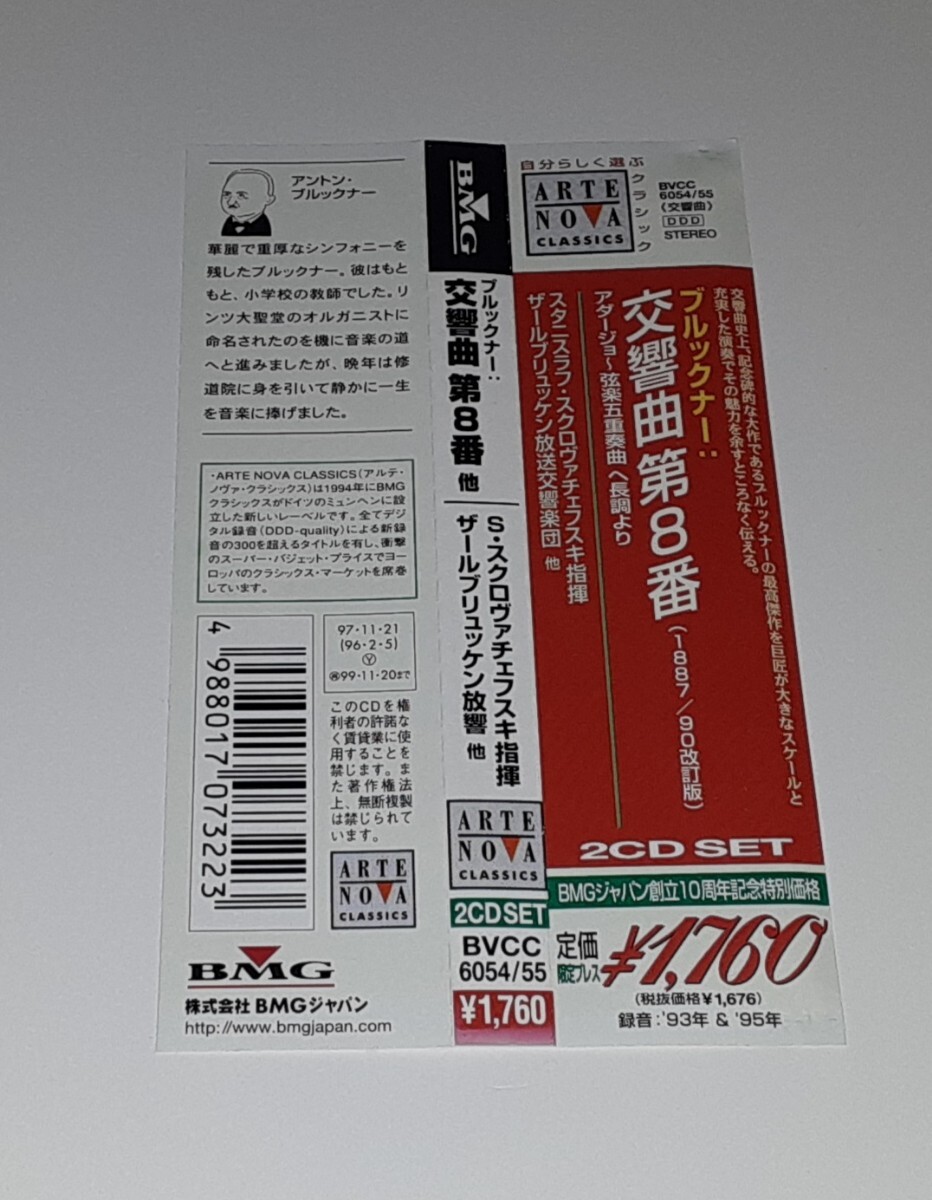 アントン・
ブルックナー
華麗で重厚なシンフォニーを
残したブルックナー。彼はもと
もと、小学校の教師でした。リ
ンツ大聖堂のオルガニストに
命名されたのを機に音楽の道
へと進みましたが、晩年は修
道院に身を引いて静かに一生
を音楽に捧げました。
・ARTE NOVA CLASSICS(アルテ・
ノヴァ・クラシックス)は1994年にBMG
クラシックスがドイツのミュンヘンに設
立した新しいレーベルです。全てデジ
タル録音(DDD-quality)による新録
音の300を超えるタイトルを有し、衝撃
のスーパー・バジェット・プライスでヨー
ロッパのクラシックス・マーケットを席巻
しています。
4 988017 073223
97・11・21
(96・2・5)
Ⓨ
㊢99・11・20まで
このCDを権
利者の許諾な
く賃貸業に使
用することを
禁じます。ま
た著作権法
上、無断複製
は禁じられて
います。
ARTE
NOVA
CLASSICS
BMG
株式会社 BMGジャパン
http://www.bmgjapan.com
BMG
ブルックナー:
交響曲 第8番 他
S・スクロヴァチェフスキ指揮
ザールブリュッケン放響 他
ARTE
NOVA
CLASSICS
2CD SET
BVCC
6054/55
¥1,760
自分らしく選ぶ
クラシック
ARTE
NOVA
CLASSICS
BVCC
6054/55
(交響曲)
DDD
STEREO
交響曲史上、記念碑的な大作であるブルックナーの最高傑作を巨匠が大きなスケールと
充実した演奏でその魅力を余すところなく伝える。
ブルックナー:
交響曲 第8番(1887/90改訂版)
アダージョ~弦楽五重奏曲 ヘ長調より
スタニスラフ・スクロヴァチェフスキ指揮
ザールブリュッケン放送交響楽団 他
2CD SET
BMGジャパン創立10周年記念特別価格
定価
限定プレス
¥1,760
(税抜価格¥1,676)
録音:'93年 & '95年